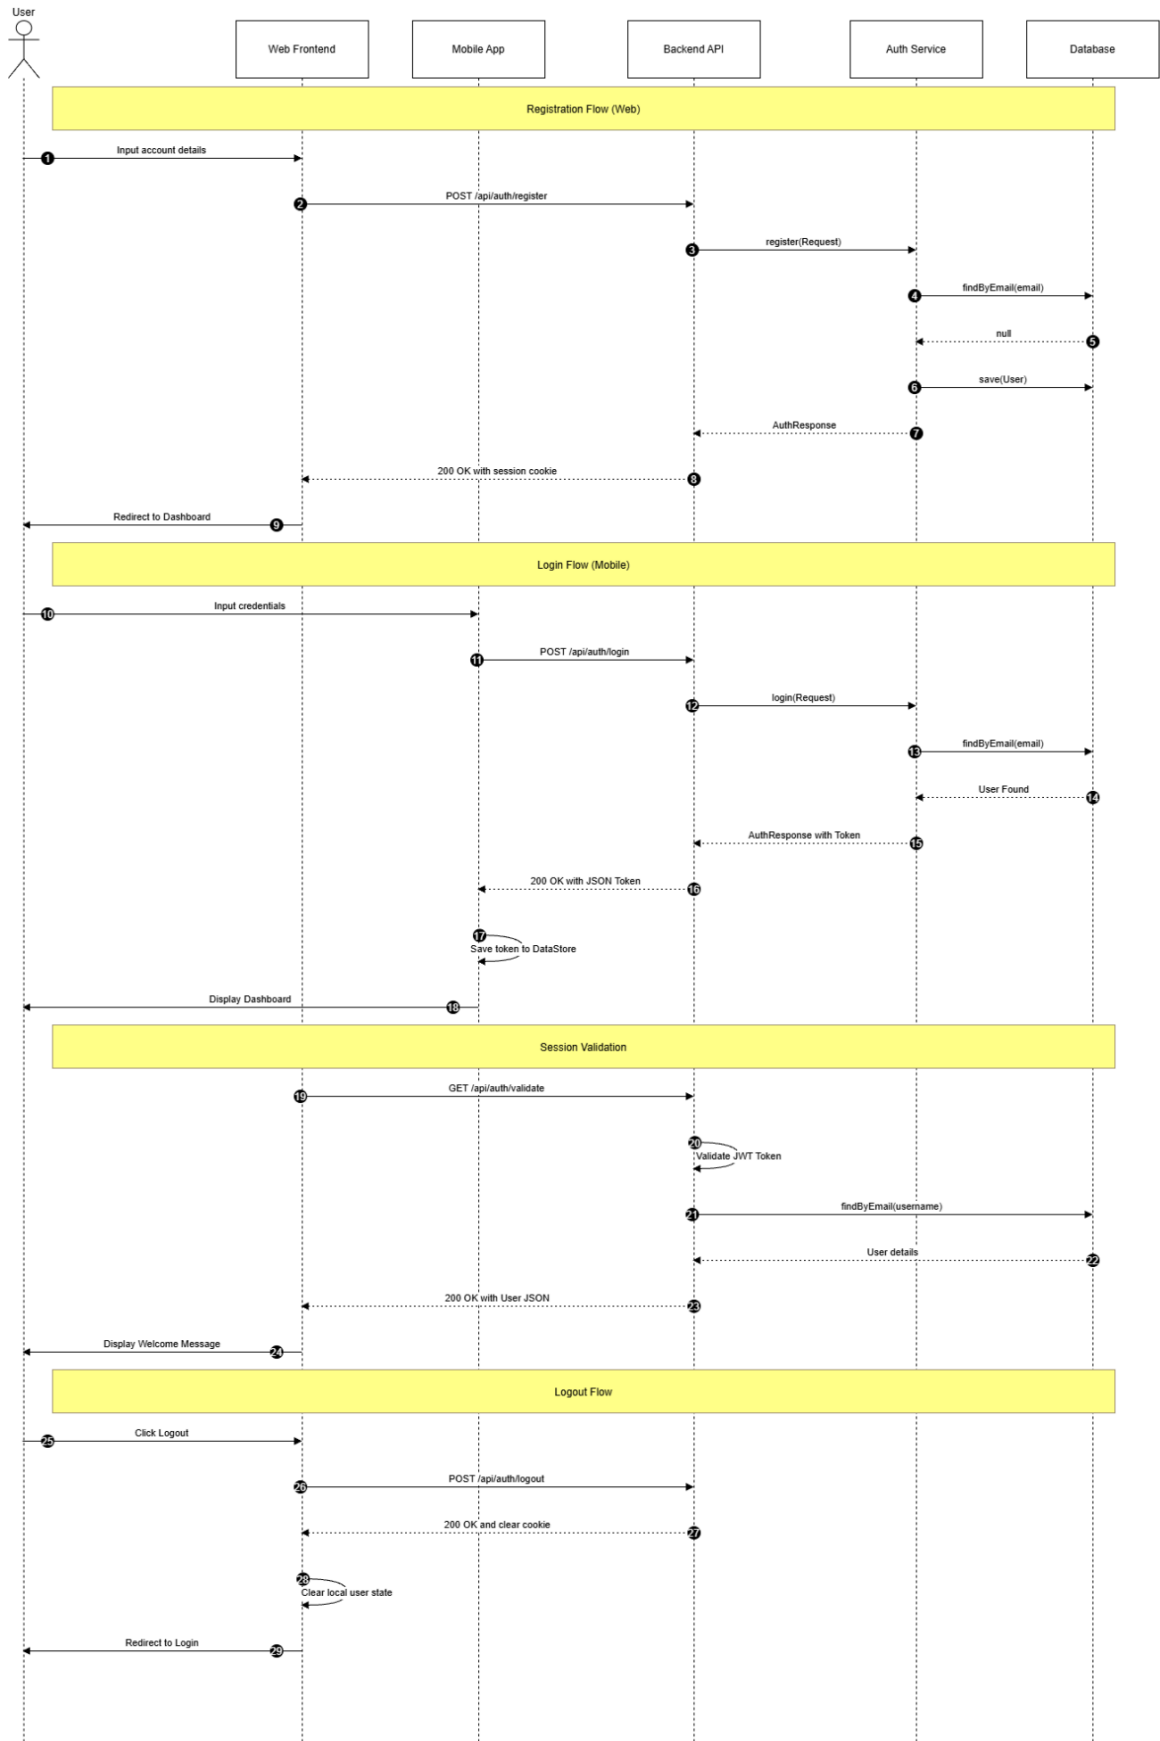 User
Web Frontend
Mobile App
Backend API
Auth Service
Database
Registration Flow (Web)
1
Input account details
2
POST /api/auth/register
3
register(Request)
4
findByEmail(email)
null
5
6
save(User)
AuthResponse
7
200 OK with session cookie
8
Redirect to Dashboard
9
Login Flow (Mobile)
10
Input credentials
11
POST /api/auth/login
12
login(Request)
13
findByEmail(email)
User Found
14
AuthResponse with Token
15
200 OK with JSON Token
16
17
Save token to DataStore
Display Dashboard
18
Session Validation
19
GET /api/auth/validate
20
Validate JWT Token
21
findByEmail(username)
User details
22
200 OK with User JSON
23
Display Welcome Message
24
Logout Flow
25
Click Logout
26
POST /api/auth/logout
200 OK and clear cookie
27
28
Clear local user state
Redirect to Login
29